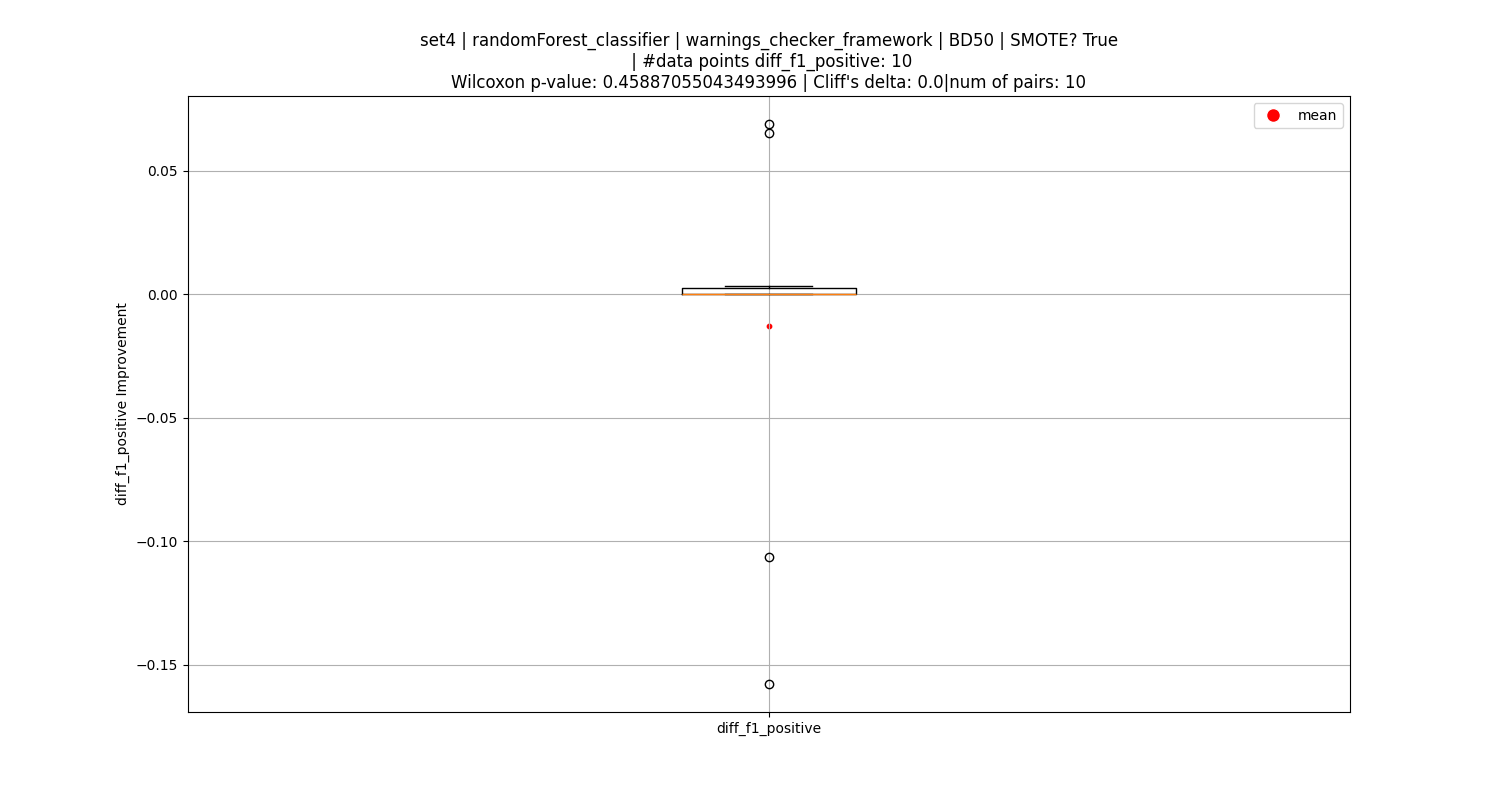 set4 | randomForest_classifier | warnings_checker_framework | BD50 | SMOTE? True
| #data points diff_f1_positive: 10
Wilcoxon p-value: 0.45887055043493996 | Cliff's delta: 0.0|num of pairs: 10
mean
0.05
0.00
−0.05
−0.10
−0.15
diff_f1_positive Improvement
diff_f1_positive